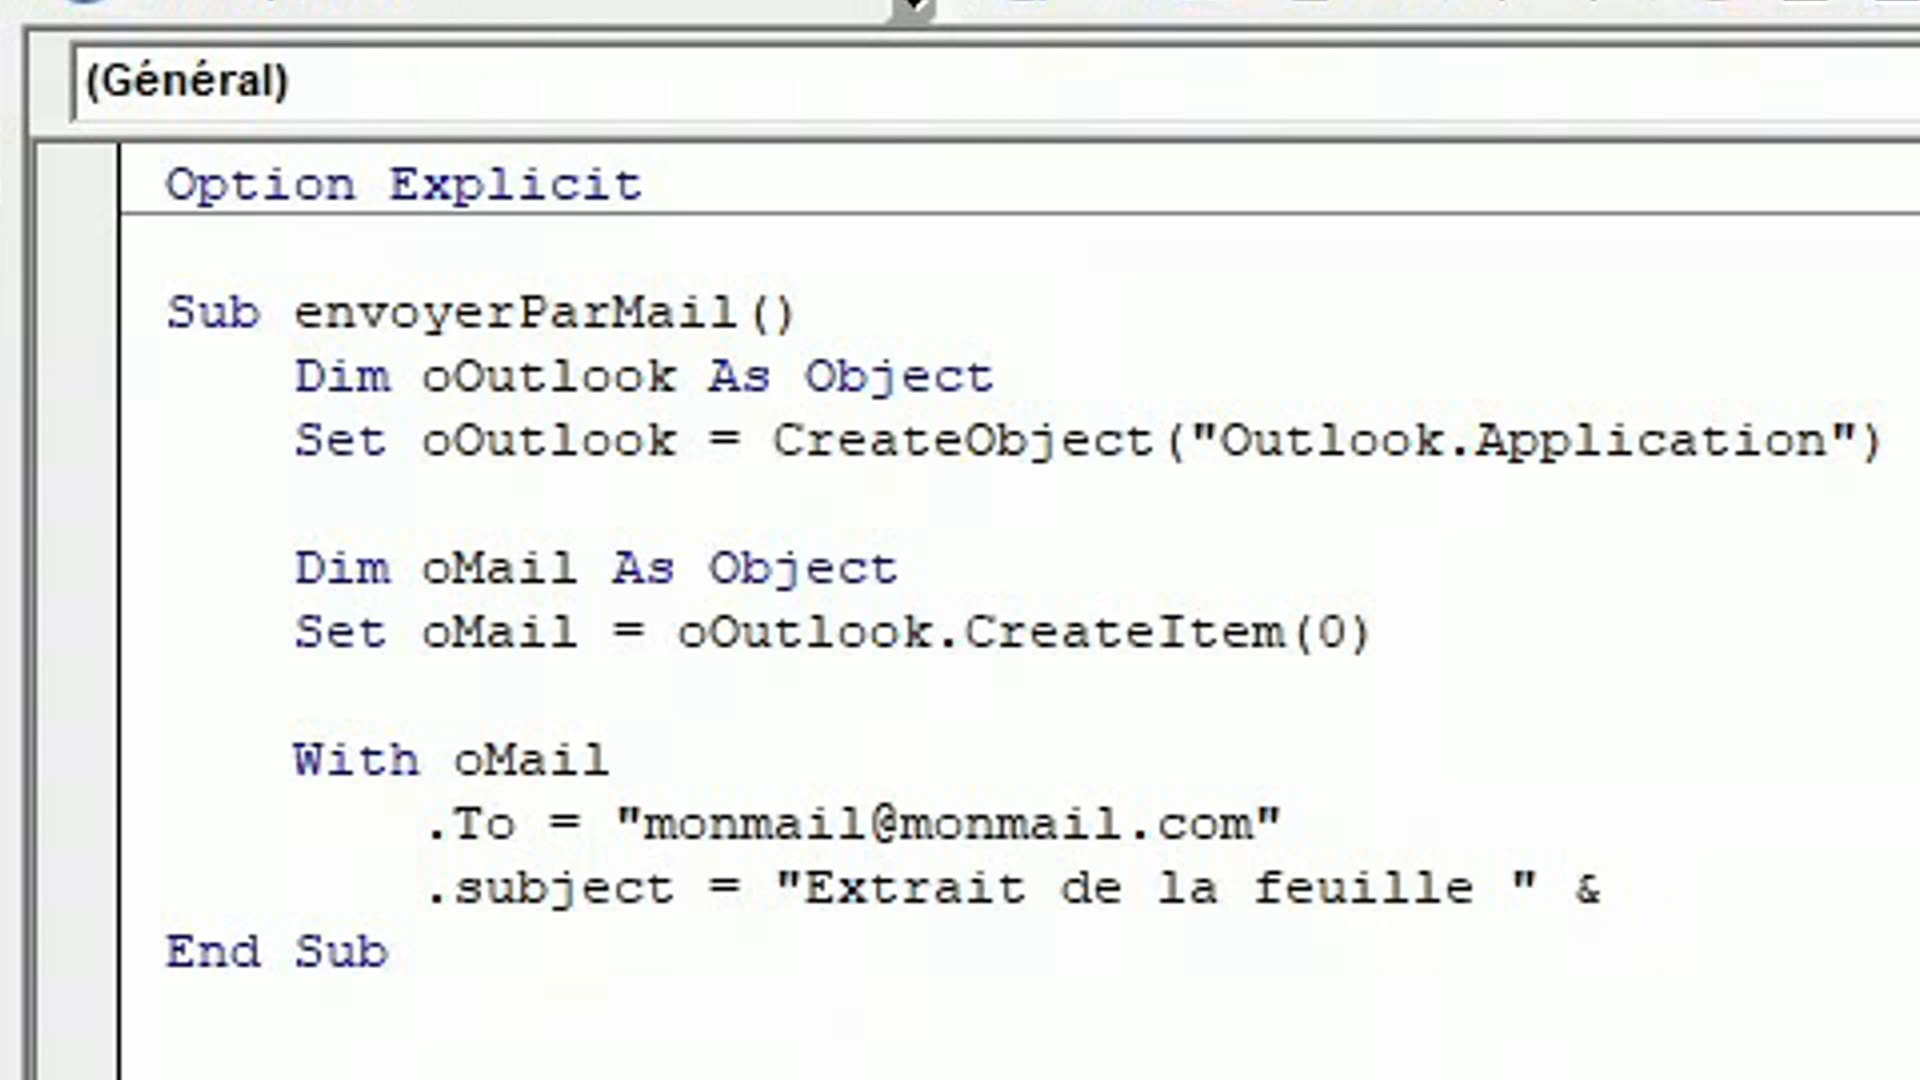 (Général)
Option Explicit
Sub envoyerParMail()
Dim oOutlook As Object
Set oOutlook = CreateObject("Outlook.Application")
Dim oMail As Object
Set oMail = oOutlook.CreateItem(0)
With oMail
.To = "monmail@monmail.com"
.subject = "Extrait de la feuille " &
End Sub